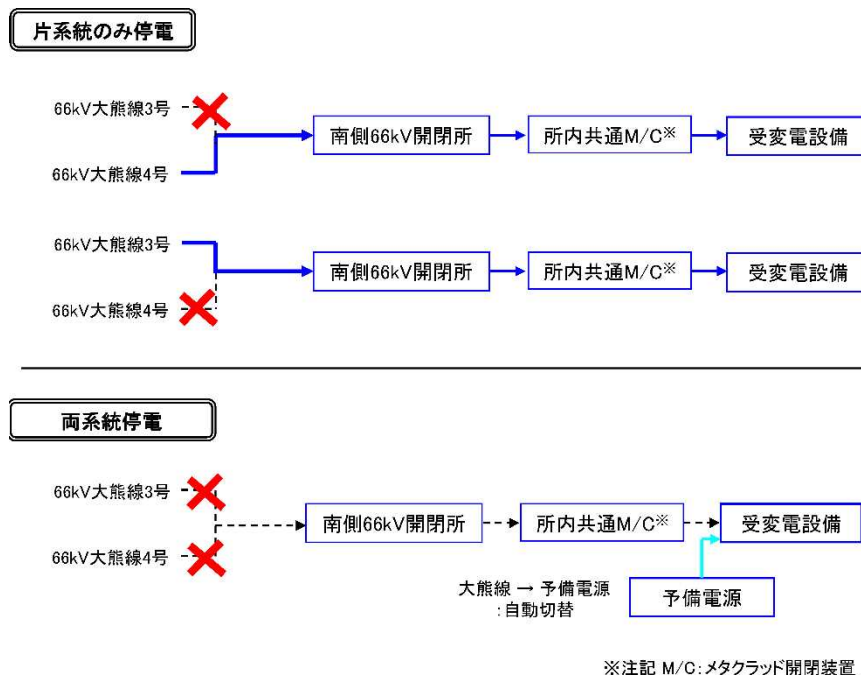 片系統のみ停電
66kV大熊線3号
66kV大熊線4号
南側66kV開閉所
所内共通M/C※
受変電設備
66kV大熊線3号
66kV大熊線4号
南側66kV開閉所
所内共通M/C※
受変電設備
両系統停電
66kV大熊線3号
66kV大熊線4号
南側66kV開閉所
所内共通M/C※
受変電設備
大熊線 → 予備電源
:自動切替
予備電源
※注記 M/C:メタクラッド開閉装置